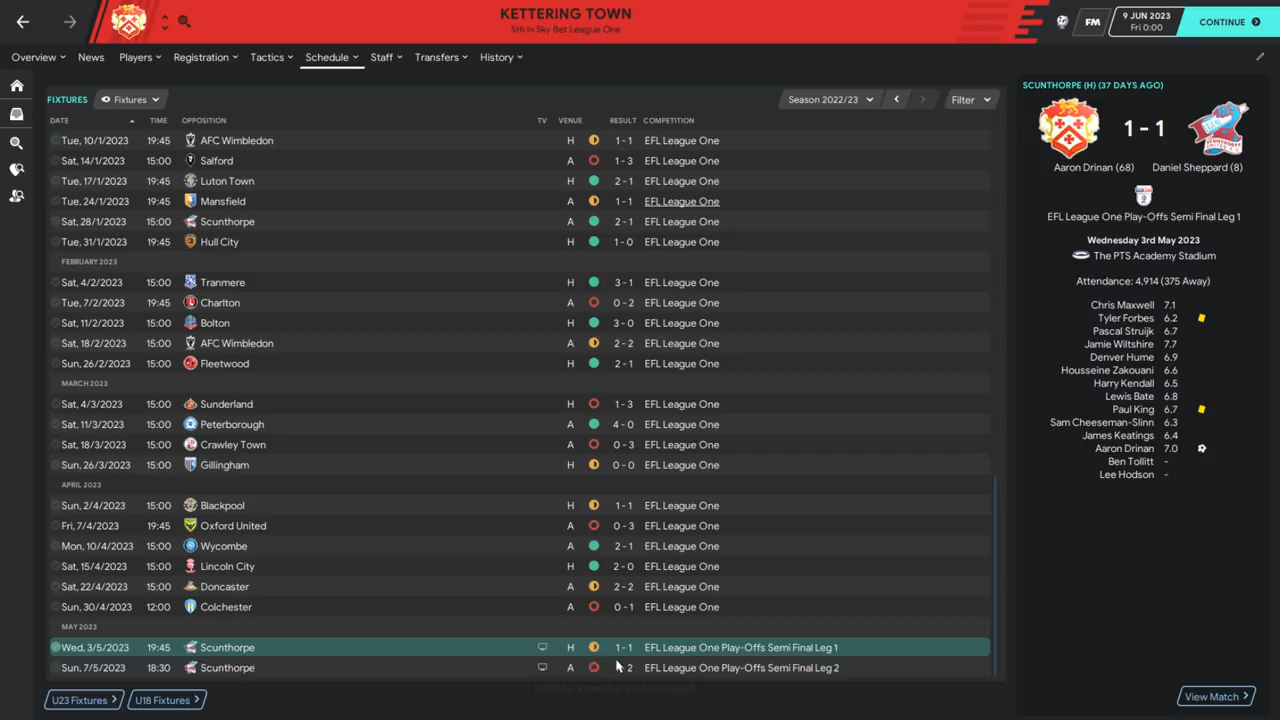 KETTERING TOWN
5th in Sky Bet League One
FM
9 JUN 2023
Fri 0:00
CONTINUE
Overview
News
Players
Registration
Tactics
Schedule
Staff
Transfers
History
FIXTURES
Fixtures
Season 2022/23
Filter
DATE TIME OPPOSITION TV VENUE RESULT COMPETITION
Tue, 10/1/2023 19:45 AFC Wimbledon H 1-1 EFL League One
Sat, 14/1/2023 15:00 Salford A 1-3 EFL League One
Tue, 17/1/2023 19:45 Luton Town H 2-1 EFL League One
Tue, 24/1/2023 19:45 Mansfield A 1-1 EFL League One
Sat, 28/1/2023 15:00 Scunthorpe A 2-1 EFL League One
Tue, 31/1/2023 19:45 Hull City H 1-0 EFL League One
FEBRUARY 2023
Sat, 4/2/2023 15:00 Tranmere H 3-1 EFL League One
Tue, 7/2/2023 19:45 Charlton A 0-2 EFL League One
Sat, 11/2/2023 15:00 Bolton H 3-0 EFL League One
Sat, 18/2/2023 15:00 AFC Wimbledon A 2-2 EFL League One
Sun, 26/2/2023 15:00 Fleetwood H 2-1 EFL League One
MARCH 2023
Sat, 4/3/2023 15:00 Sunderland H 1-3 EFL League One
Sat, 11/3/2023 15:00 Peterborough A 4-0 EFL League One
Sat, 18/3/2023 15:00 Crawley Town A 0-3 EFL League One
Sun, 26/3/2023 15:00 Gillingham H 0-0 EFL League One
APRIL 2023
Sun, 2/4/2023 15:00 Blackpool H 1-1 EFL League One
Fri, 7/4/2023 19:45 Oxford United A 0-3 EFL League One
Mon, 10/4/2023 15:00 Wycombe A 2-1 EFL League One
Sat, 15/4/2023 15:00 Lincoln City H 2-0 EFL League One
Sat, 22/4/2023 15:00 Doncaster A 2-2 EFL League One
Sun, 30/4/2023 12:00 Colchester A 0-1 EFL League One
MAY 2023
Wed, 3/5/2023 19:45 Scunthorpe H 1-1 EFL League One Play-Offs Semi Final Leg 1
Sun, 7/5/2023 18:30 Scunthorpe A 2 EFL League One Play-Offs Semi Final Leg 2
U23 Fixtures
U18 Fixtures
SCUNTHORPE (H) (37 DAYS AGO)
1-1
Aaron Drinan (68) Daniel Sheppard (8)
EFL League One Play-Offs Semi Final Leg 1
Wednesday 3rd May 2023
The PTS Academy Stadium
Attendance: 4,914 (375 Away)
Chris Maxwell 7.1
Tyler Forbes 6.2
Pascal Struijk 6.7
Jamie Wiltshire 7.7
Denver Hume 6.9
Housseine Zakouani 6.6
Harry Kendall 6.5
Lewis Bate 6.8
Paul King 6.7
Sam Cheeseman-Slinn 6.3
James Keatings 6.4
Aaron Drinan 7.0
Ben Tollitt -
Lee Hodson -
View Match